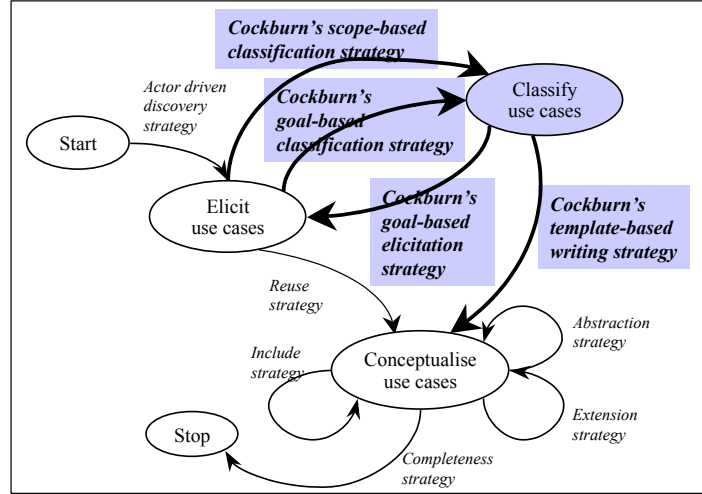 Cockburn's scope-based
classification strategy
Actor driven
discovery
strategy
Cockburn's
goal-based
classification strategy
Classify
use cases
Start
Elicit
use cases
Cockburn's
goal-based
elicitation
strategy
Cockburn's
template-based
writing strategy
Reuse
strategy
Include
strategy
Conceptualise
use cases
Abstraction
strategy
Extension
strategy
Stop
Completeness
strategy